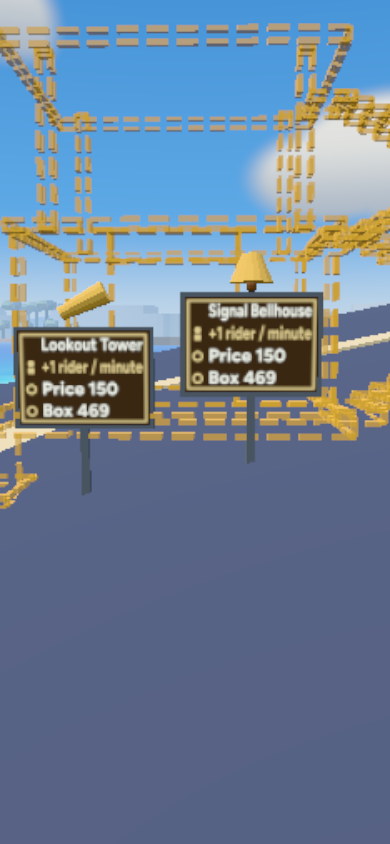 Lookout Tower
+1 rider / minute
Price 150
Box 469
Signal Bellhouse
+1 rider / minute
Price 150
Box 469